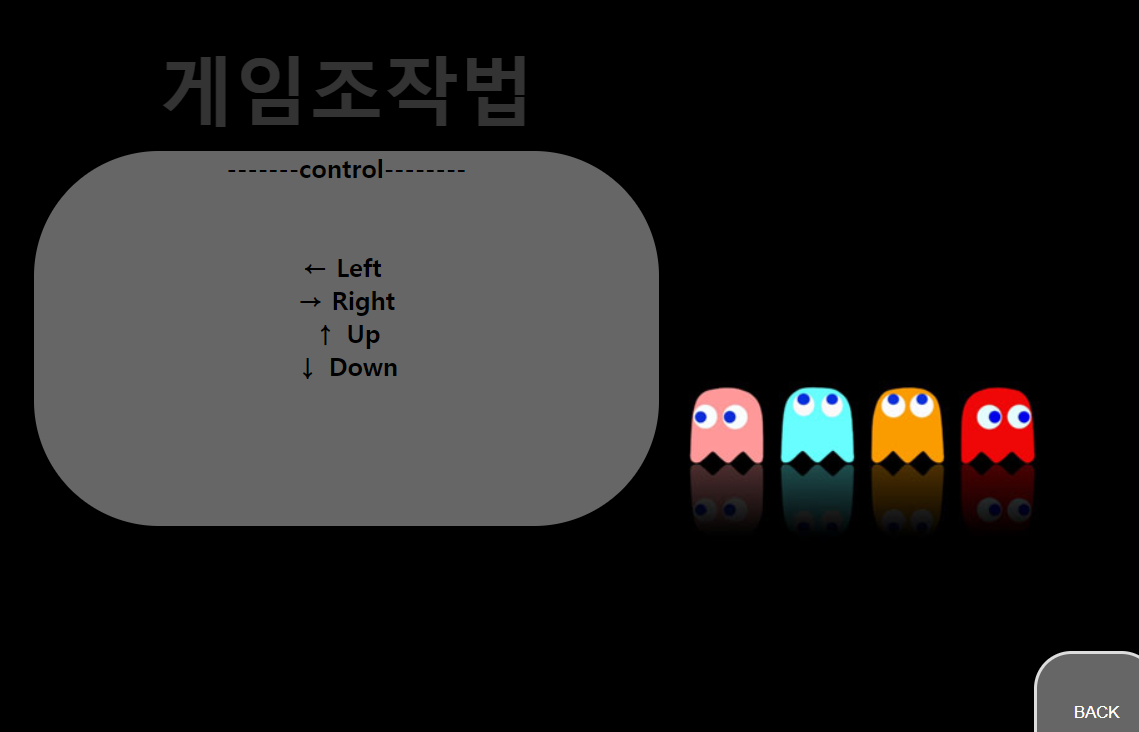 게임조작법
-------control--------
← Left
→ Right
↑ Up
↓ Down
BACK